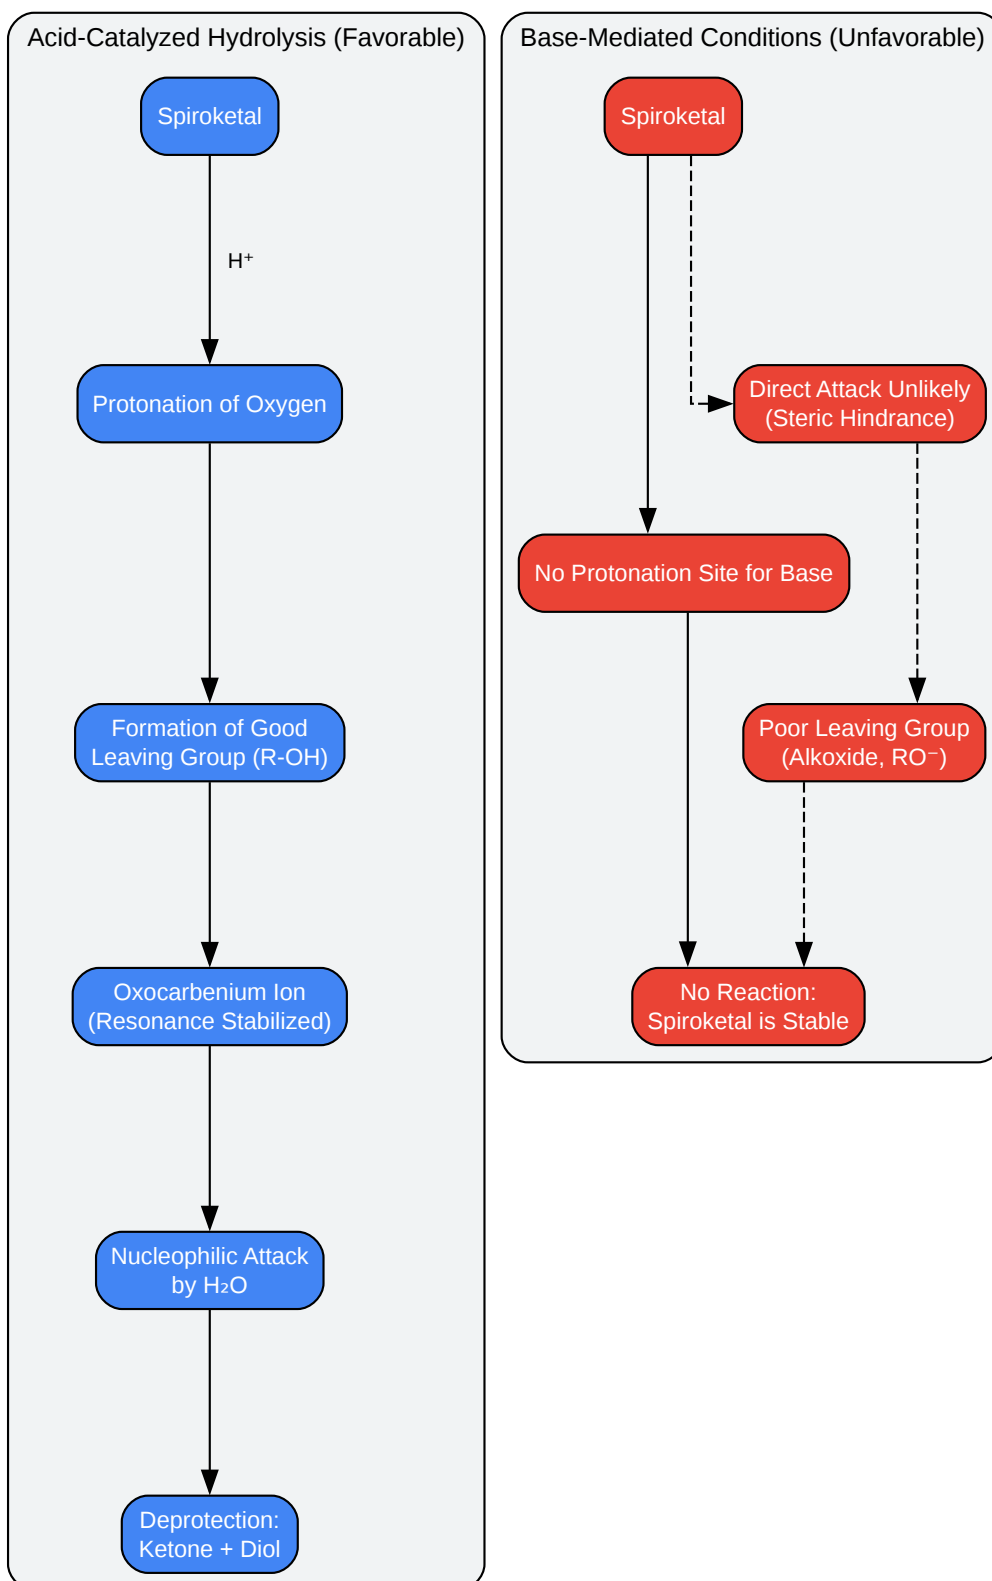 Acid-Catalyzed Hydrolysis (Favorable)
Spiroketal
H⁺
Protonation of Oxygen
Formation of Good
Leaving Group (R-OH)
Oxocarbenium Ion
(Resonance Stabilized)
Nucleophilic Attack
by H₂O
Deprotection:
Ketone + Diol
Base-Mediated Conditions (Unfavorable)
Spiroketal
Direct Attack Unlikely
(Steric Hindrance)
No Protonation Site for Base
Poor Leaving Group
(Alkoxide, RO⁻)
No Reaction:
Spiroketal is Stable